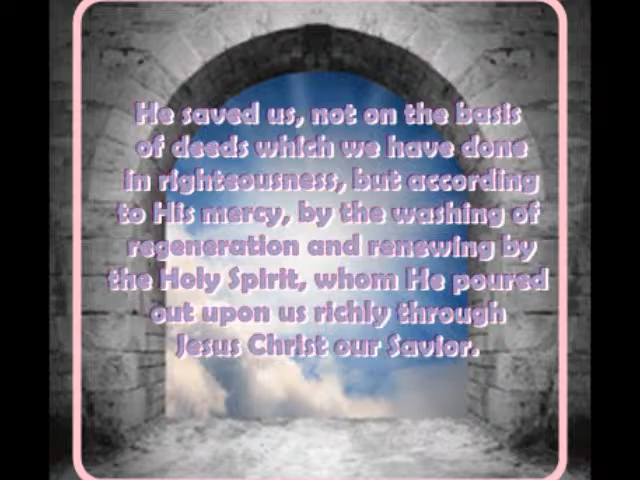 He saved us, not on the basis
of deeds which we have done
in righteousness, but according
to His mercy, by the washing of
regeneration and renewing by
the Holy Spirit, whom He poured
out upon us richly through
Jesus Christ our Savior.